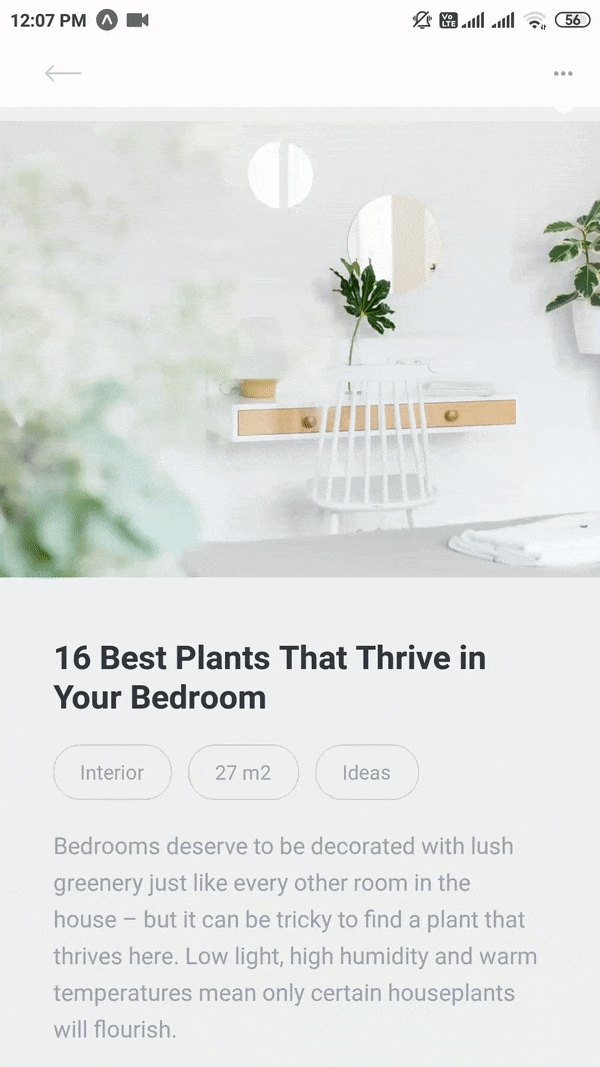 12:07 PM
Vo LTE
56
16 Best Plants That Thrive in
Your Bedroom
Interior 27 m2 Ideas
Bedrooms deserve to be decorated with lush
greenery just like every other room in the
house – but it can be tricky to find a plant that
thrives here. Low light, high humidity and warm
temperatures mean only certain houseplants
will flourish.